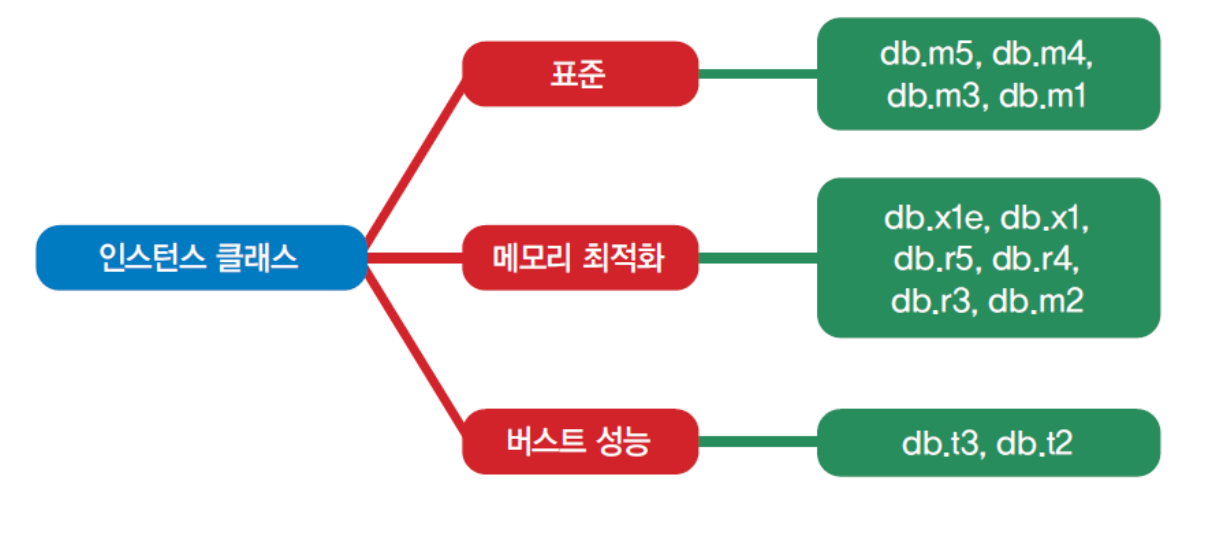 표준
db.m5, db.m4,
db.m3, db.m1
인스턴스 클래스
메모리 최적화
db.x1e, db.x1,
db.r5, db.r4,
db.r3, db.m2
버스트 성능
db.t3, db.t2